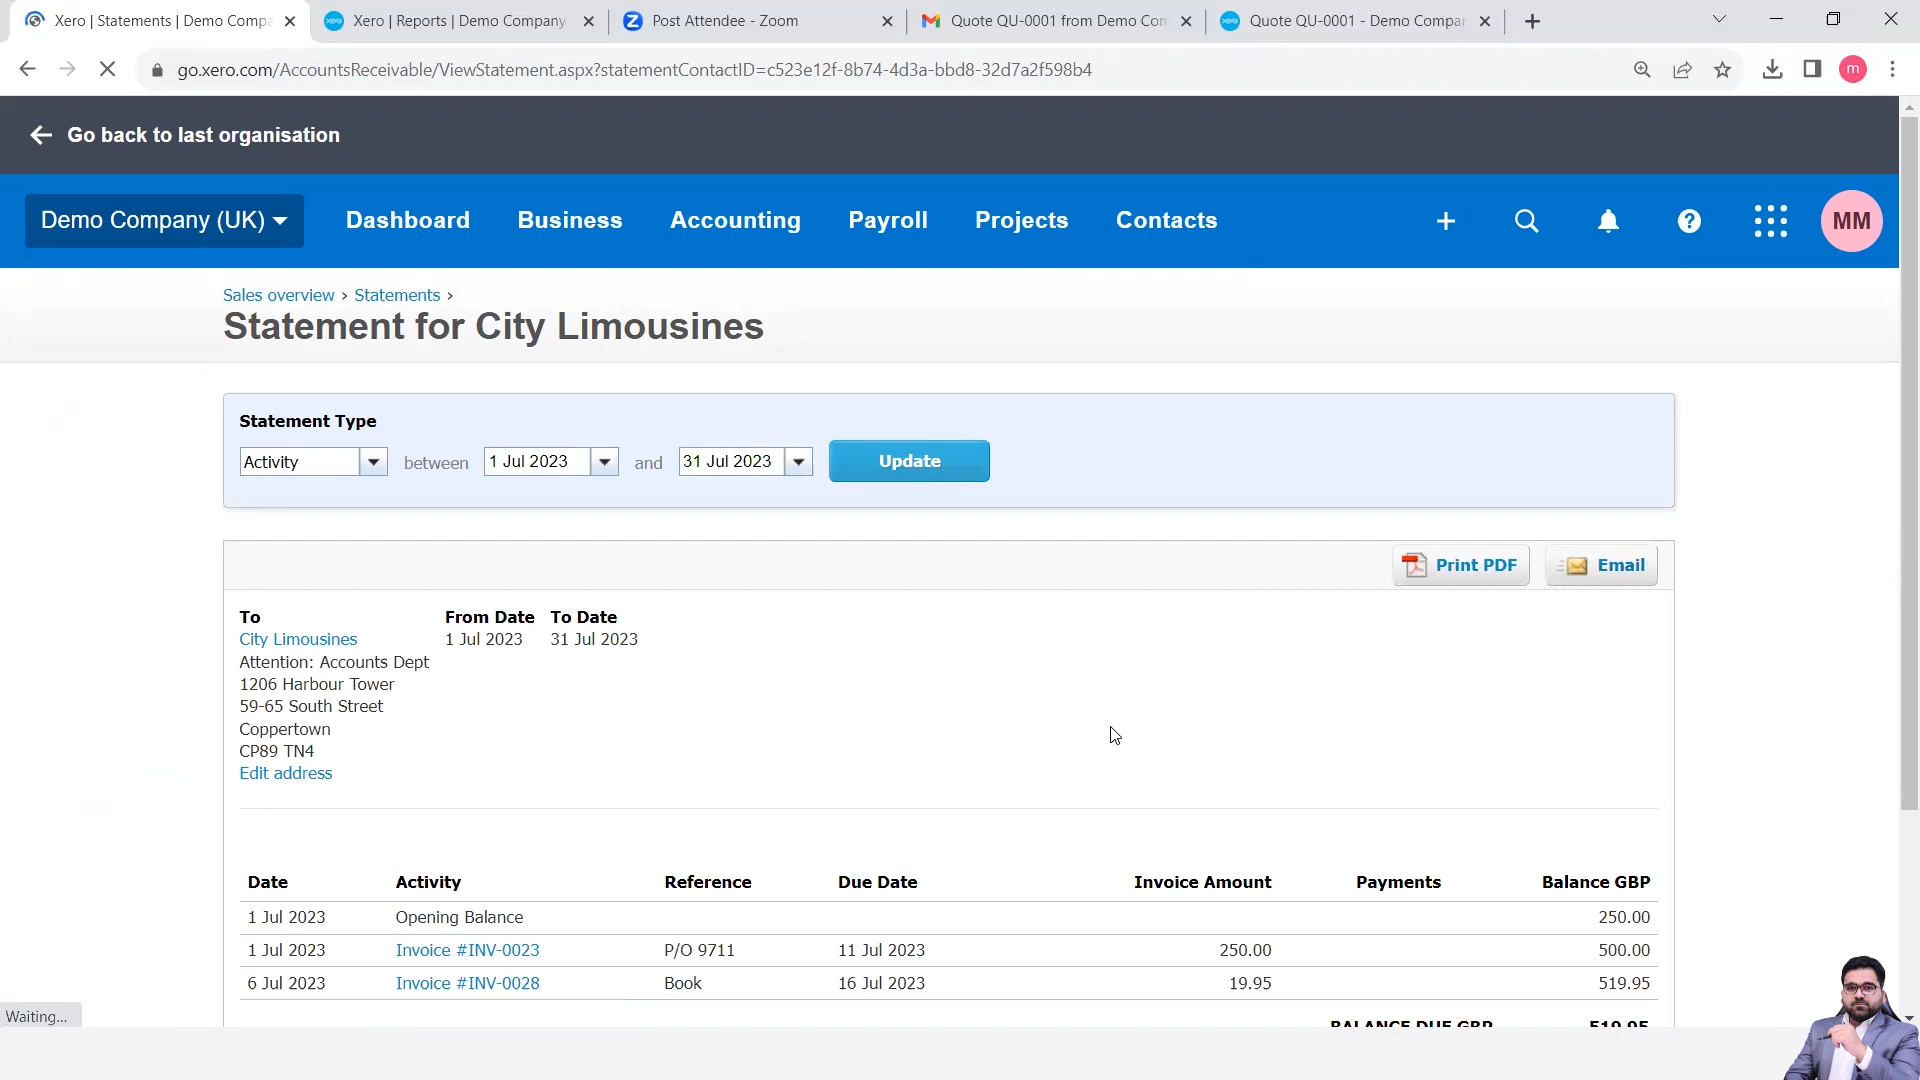 Xero | Statements | Demo Compa
Xero | Reports | Demo Company
Post Attendee - Zoom
Quote QU-0001 from Demo Com
Quote QU-0001 - Demo Compan
go.xero.com/AccountsReceivable/ViewStatement.aspx?statementContactID=c523e12f-8b74-4d3a-bbd8-32d7a2f598b4
m
Go back to last organisation
Demo Company (UK)
Dashboard
Business
Accounting
Payroll
Projects
Contacts
MM
Sales overview › Statements ›
Statement for City Limousines
Statement Type
Activity between 1 Jul 2023 and 31 Jul 2023 Update
Print PDF Email
To From Date To Date
City Limousines 1 Jul 2023 31 Jul 2023
Attention: Accounts Dept
1206 Harbour Tower
59-65 South Street
Coppertown
CP89 TN4
Edit address
Date Activity Reference Due Date Invoice Amount Payments Balance GBP
1 Jul 2023 Opening Balance 250.00
1 Jul 2023 Invoice #INV-0023 P/O 9711 11 Jul 2023 250.00 500.00
6 Jul 2023 Invoice #INV-0028 Book 16 Jul 2023 19.95 519.95
BALANCE DUE GBP 519.95
Waiting...